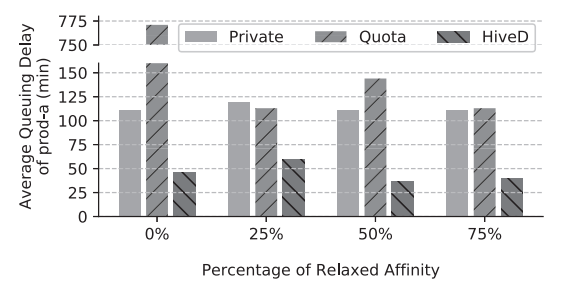 775
750
150
125
100
75
50
25
0
Average Queuing Delay
of prod-a (min)
Private
Quota
HiveD
0%
25%
50%
75%
Percentage of Relaxed Affinity